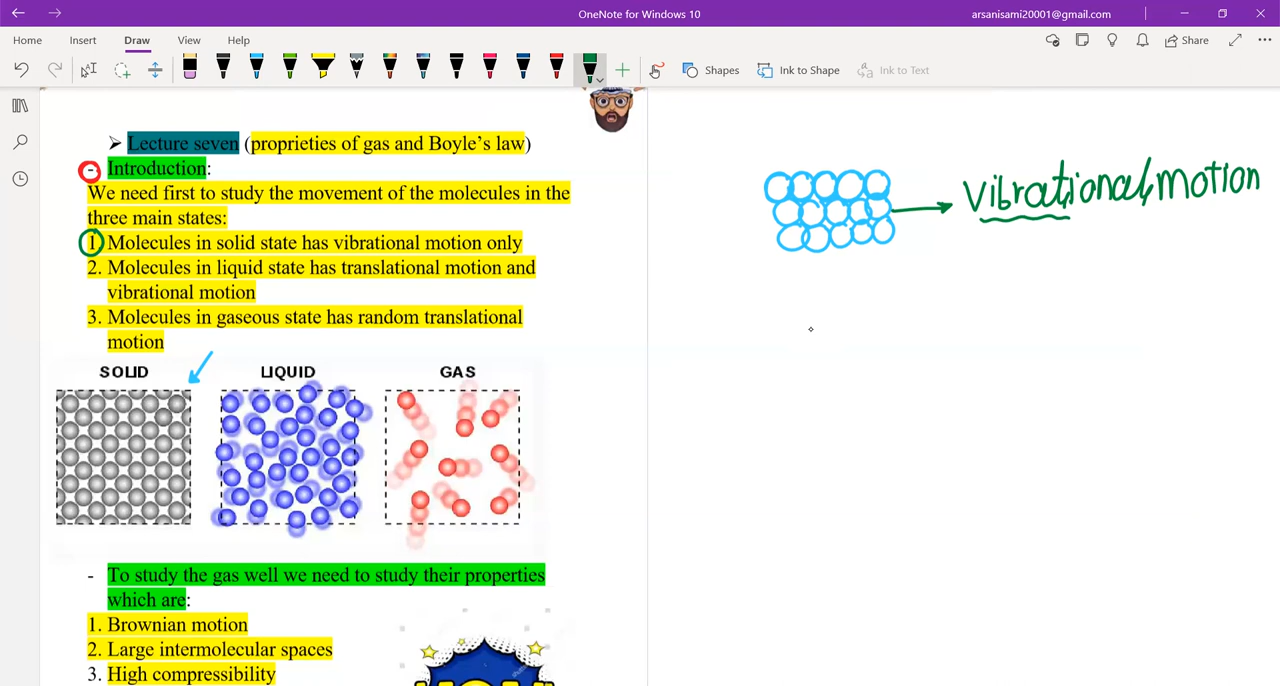 OneNote for Windows 10
arsanisami20001@gmail.com
Home
Insert
Draw
View
Help
Share
Shapes
Ink to Shape
Ink to Text
➢ Lecture seven (proprieties of gas and Boyle's law)
- Introduction:
We need first to study the movement of the molecules in the
three main states:
1. Molecules in solid state has vibrational motion only
2. Molecules in liquid state has translational motion and
vibrational motion
3. Molecules in gaseous state has random translational
motion
SOLID
LIQUID
GAS
- To study the gas well we need to study their properties
which are:
1. Brownian motion
2. Large intermolecular spaces
3. High compressibility
vibrational motion